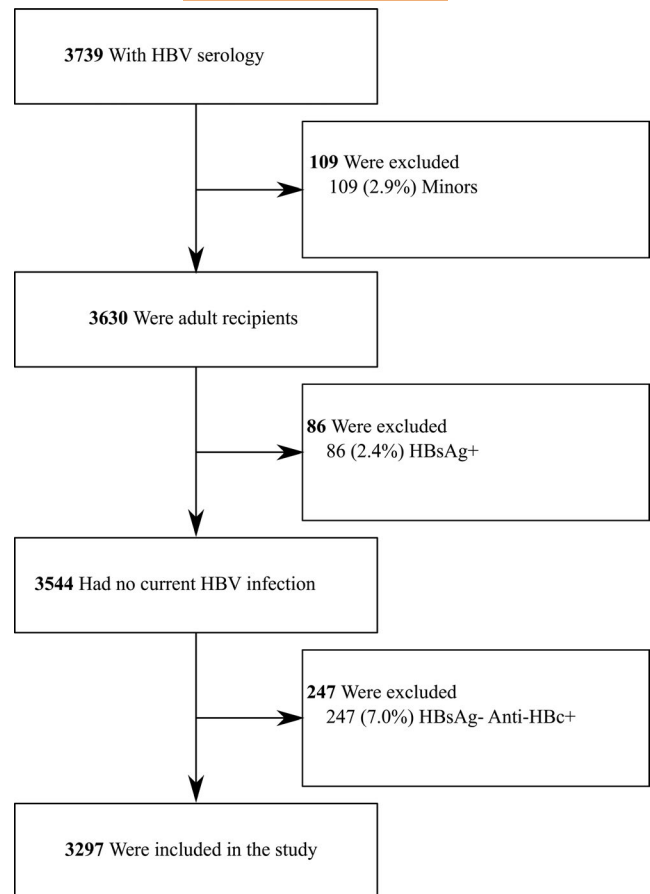 3739 With HBV serology
109 Were excluded
109 (2.9%) Minors
3630 Were adult recipients
86 Were excluded
86 (2.4%) HBsAg+
3544 Had no current HBV infection
247 Were excluded
247 (7.0%) HBsAg- Anti-HBc+
3297 Were included in the study